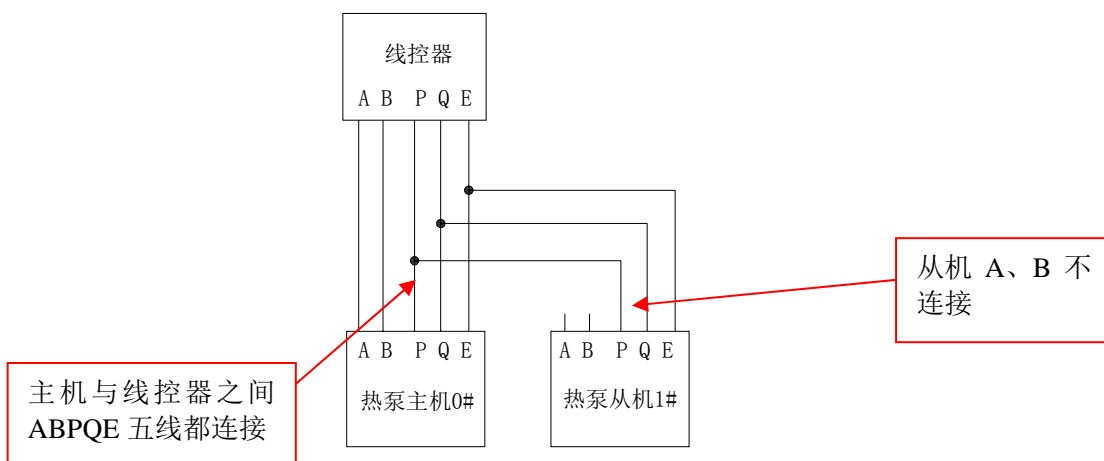 线控器
A B P Q E
从机 A、B 不
连接
A B P Q E
A B P Q E
热泵主机0#
热泵从机1#
主机与线控器之间
ABPQE 五线都连接